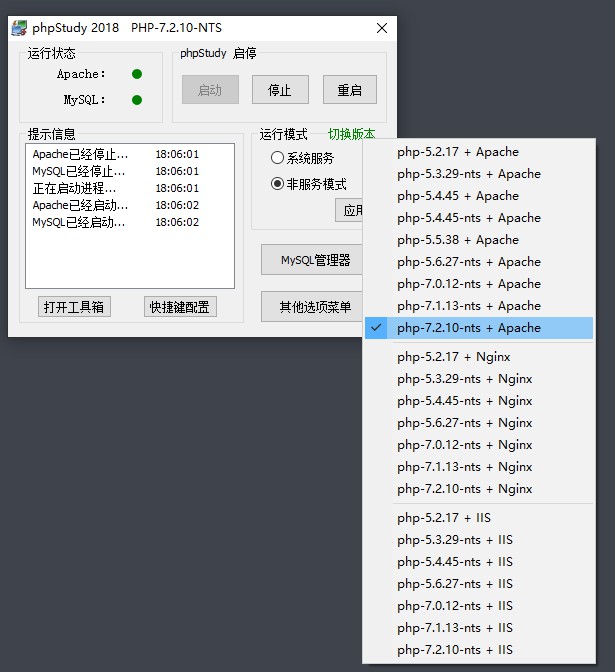 phpStudy 2018 PHP-7.2.10-NTS
运行状态
Apache:
MySQL:
phpStudy 启停
启动 停止 重启
提示信息
Apache已经停止... 18:06:01
MySQL已经停止... 18:06:01
正在启动进程... 18:06:01
Apache已经启动... 18:06:02
MySQL已经启动... 18:06:02
打开工具箱 快捷键配置
运行模式 切换版本
系统服务
非服务模式
应用
MySQL管理器
其他选项菜单
php-5.2.17 + Apache
php-5.3.29-nts + Apache
php-5.4.45 + Apache
php-5.4.45-nts + Apache
php-5.5.38 + Apache
php-5.6.27-nts + Apache
php-7.0.12-nts + Apache
php-7.1.13-nts + Apache
php-7.2.10-nts + Apache
php-5.2.17 + Nginx
php-5.3.29-nts + Nginx
php-5.4.45-nts + Nginx
php-5.6.27-nts + Nginx
php-7.0.12-nts + Nginx
php-7.1.13-nts + Nginx
php-7.2.10-nts + Nginx
php-5.2.17 + IIS
php-5.3.29-nts + IIS
php-5.4.45-nts + IIS
php-5.6.27-nts + IIS
php-7.0.12-nts + IIS
php-7.1.13-nts + IIS
php-7.2.10-nts + IIS